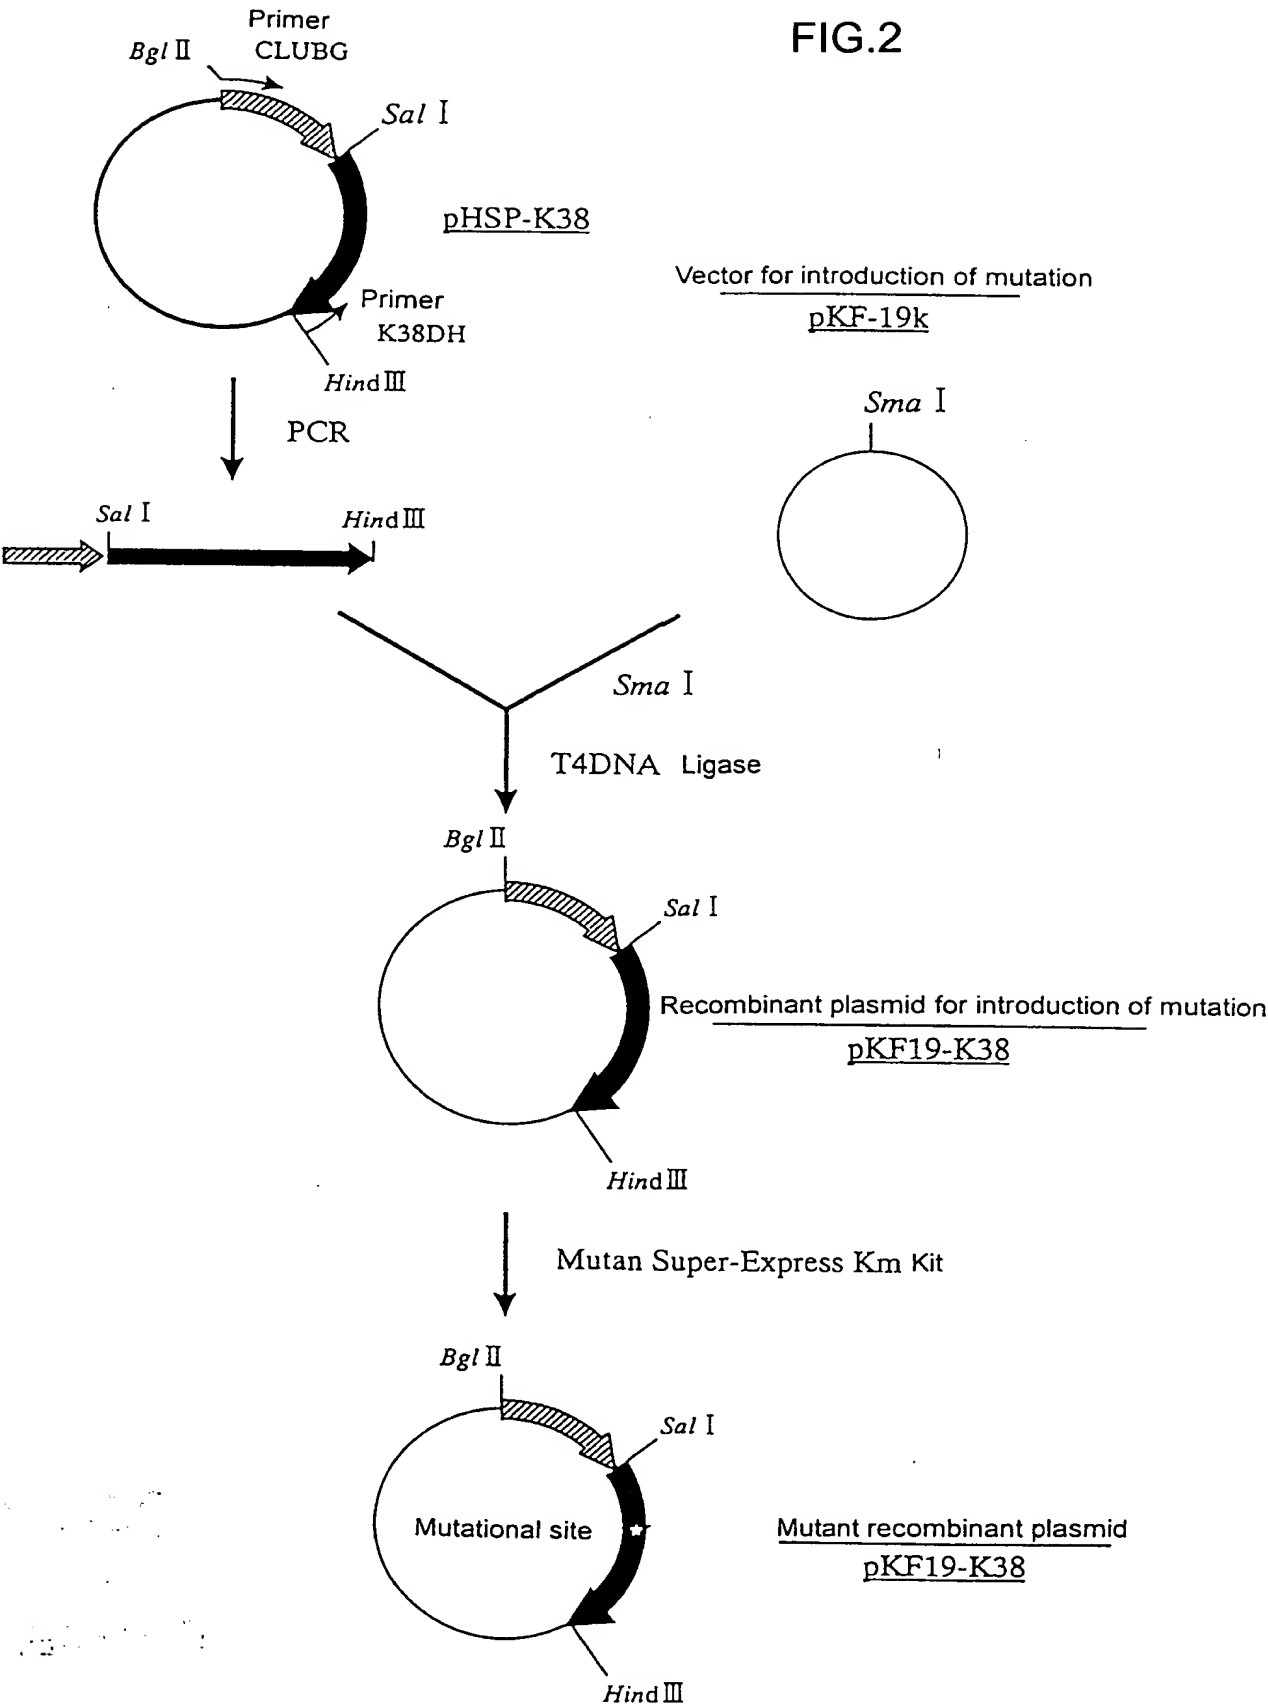 FIG.2
Primer
CLUBG
Bgl II
Sal I
pHSP-K38
Primer
K38DH
Hind III
Vector for introduction of mutation
pKF-19k
Sma I
PCR
Sal I
Hind III
Sma I
T4DNA Ligase
Bgl II
Sal I
Recombinant plasmid for introduction of mutation
pKF19-K38
Hind III
Mutan Super-Express Km Kit
Bgl II
Sal I
Mutational site
Mutant recombinant plasmid
pKF19-K38
Hind III